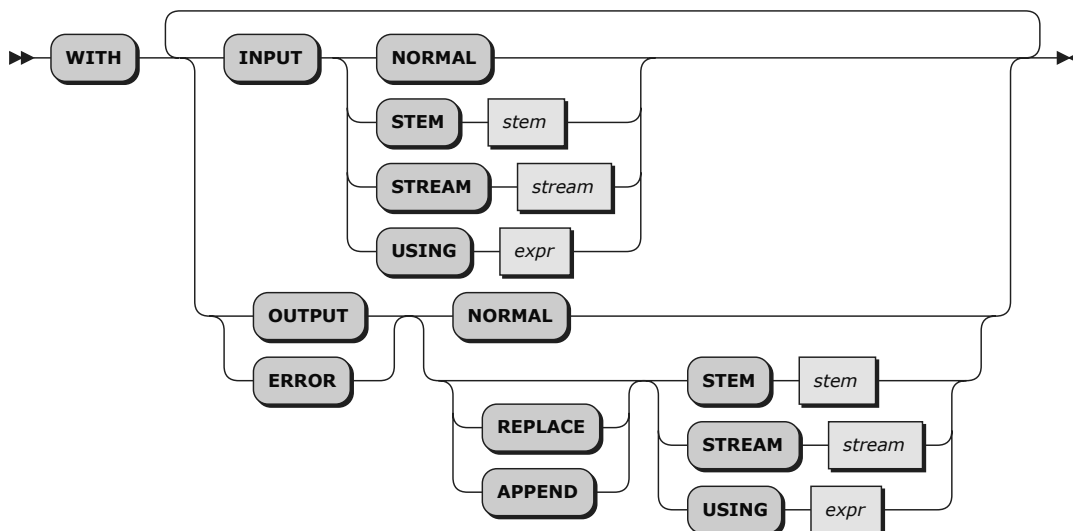 WITH INPUT NORMAL
STEM stem
STREAM stream
USING expr
OUTPUT NORMAL
ERROR STEM stem
REPLACE STREAM stream
APPEND USING expr